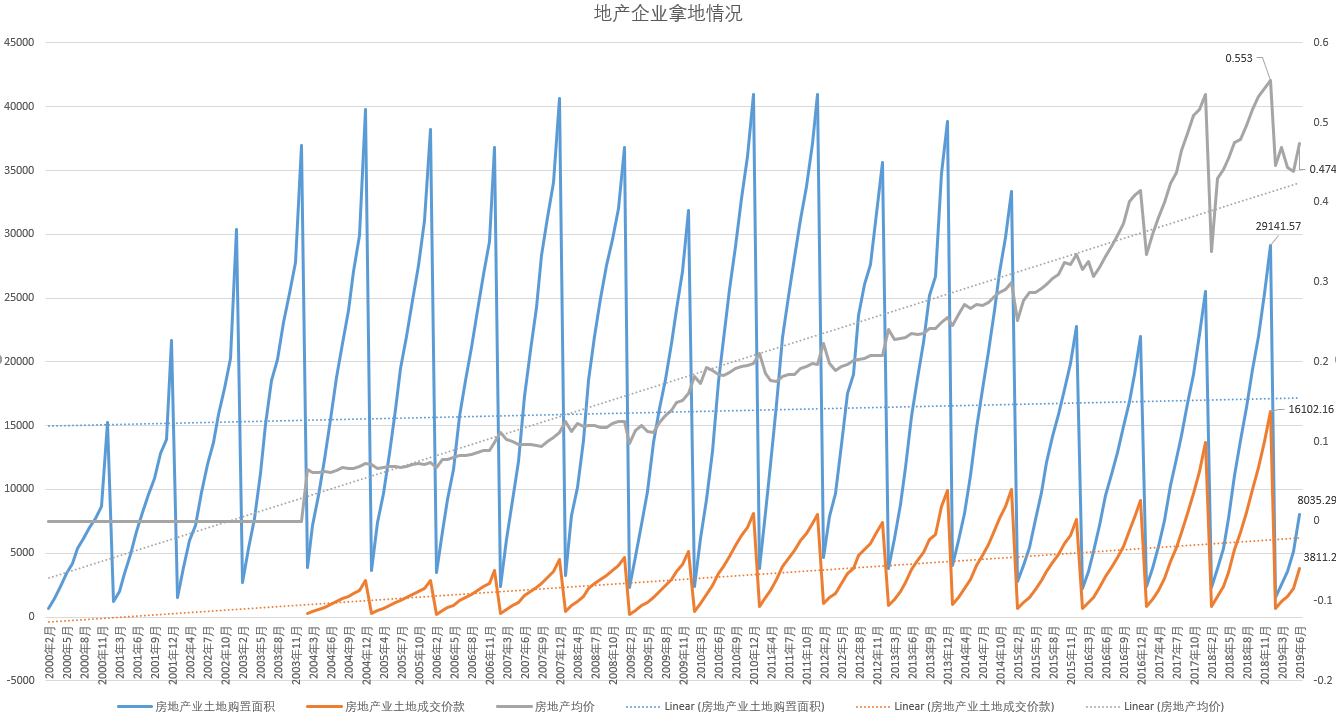 地产企业拿地情况
45000
40000
35000
30000
25000
20000
15000
10000
5000
0
-5000
0.6
0.5
0.4
0.3
0.2
0.1
0
-0.1
-0.2
0.553
0.474
29141.57
16102.16
8035.29
3811.2
2000年2月
2000年5月
2000年8月
2000年11月
2001年3月
2001年6月
2001年9月
2001年12月
2002年4月
2002年7月
2002年10月
2003年2月
2003年5月
2003年8月
2003年11月
2004年3月
2004年6月
2004年9月
2004年12月
2005年4月
2005年7月
2005年10月
2006年2月
2006年5月
2006年8月
2006年11月
2007年3月
2007年6月
2007年9月
2007年12月
2008年4月
2008年7月
2008年10月
2009年2月
2009年5月
2009年8月
2009年11月
2010年3月
2010年6月
2010年9月
2010年12月
2011年4月
2011年7月
2011年10月
2012年2月
2012年5月
2012年8月
2012年11月
2013年3月
2013年6月
2013年9月
2013年12月
2014年4月
2014年7月
2014年10月
2015年2月
2015年5月
2015年8月
2015年11月
2016年3月
2016年6月
2016年9月
2016年12月
2017年4月
2017年7月
2017年10月
2018年2月
2018年5月
2018年8月
2018年11月
2019年3月
2019年6月
房地产业土地购置面积
房地产业土地成交价款
房地产均价
Linear (房地产业土地购置面积)
Linear (房地产业土地成交价款)
Linear (房地产均价)